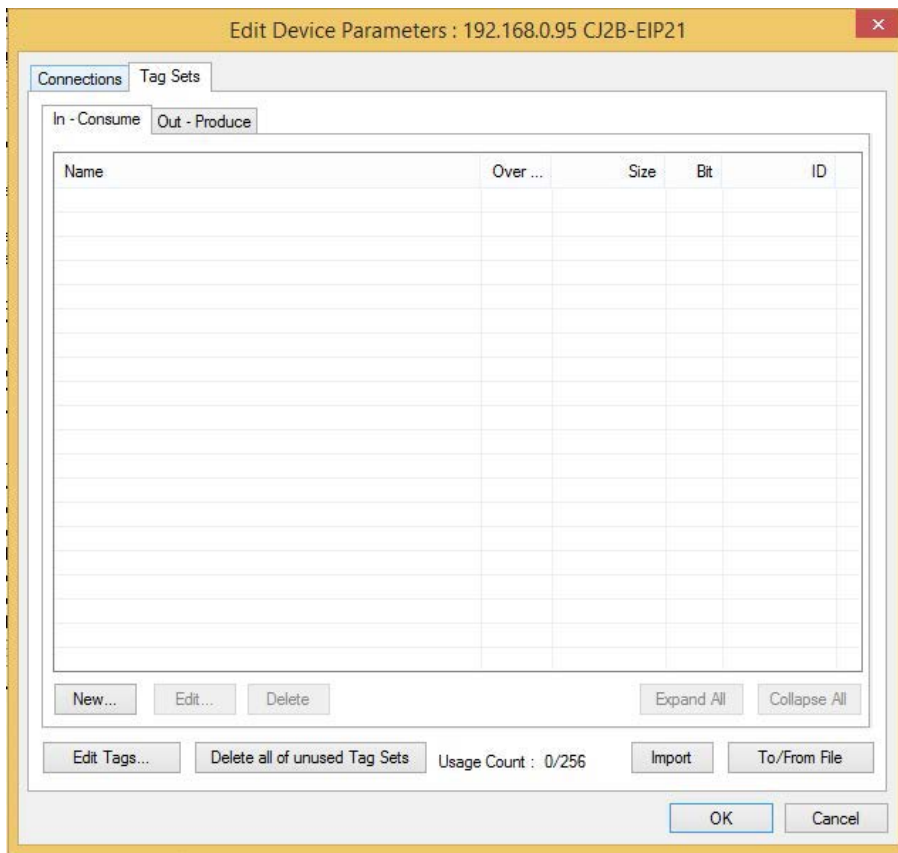 Edit Device Parameters : 192.168.0.95 CJ2B-EIP21
Connections Tag Sets
In - Consume Out - Produce
Name Over ... Size Bit ID
New... Edit... Delete Expand All Collapse All
Edit Tags... Delete all of unused Tag Sets Usage Count : 0/256 Import To/From File
OK Cancel